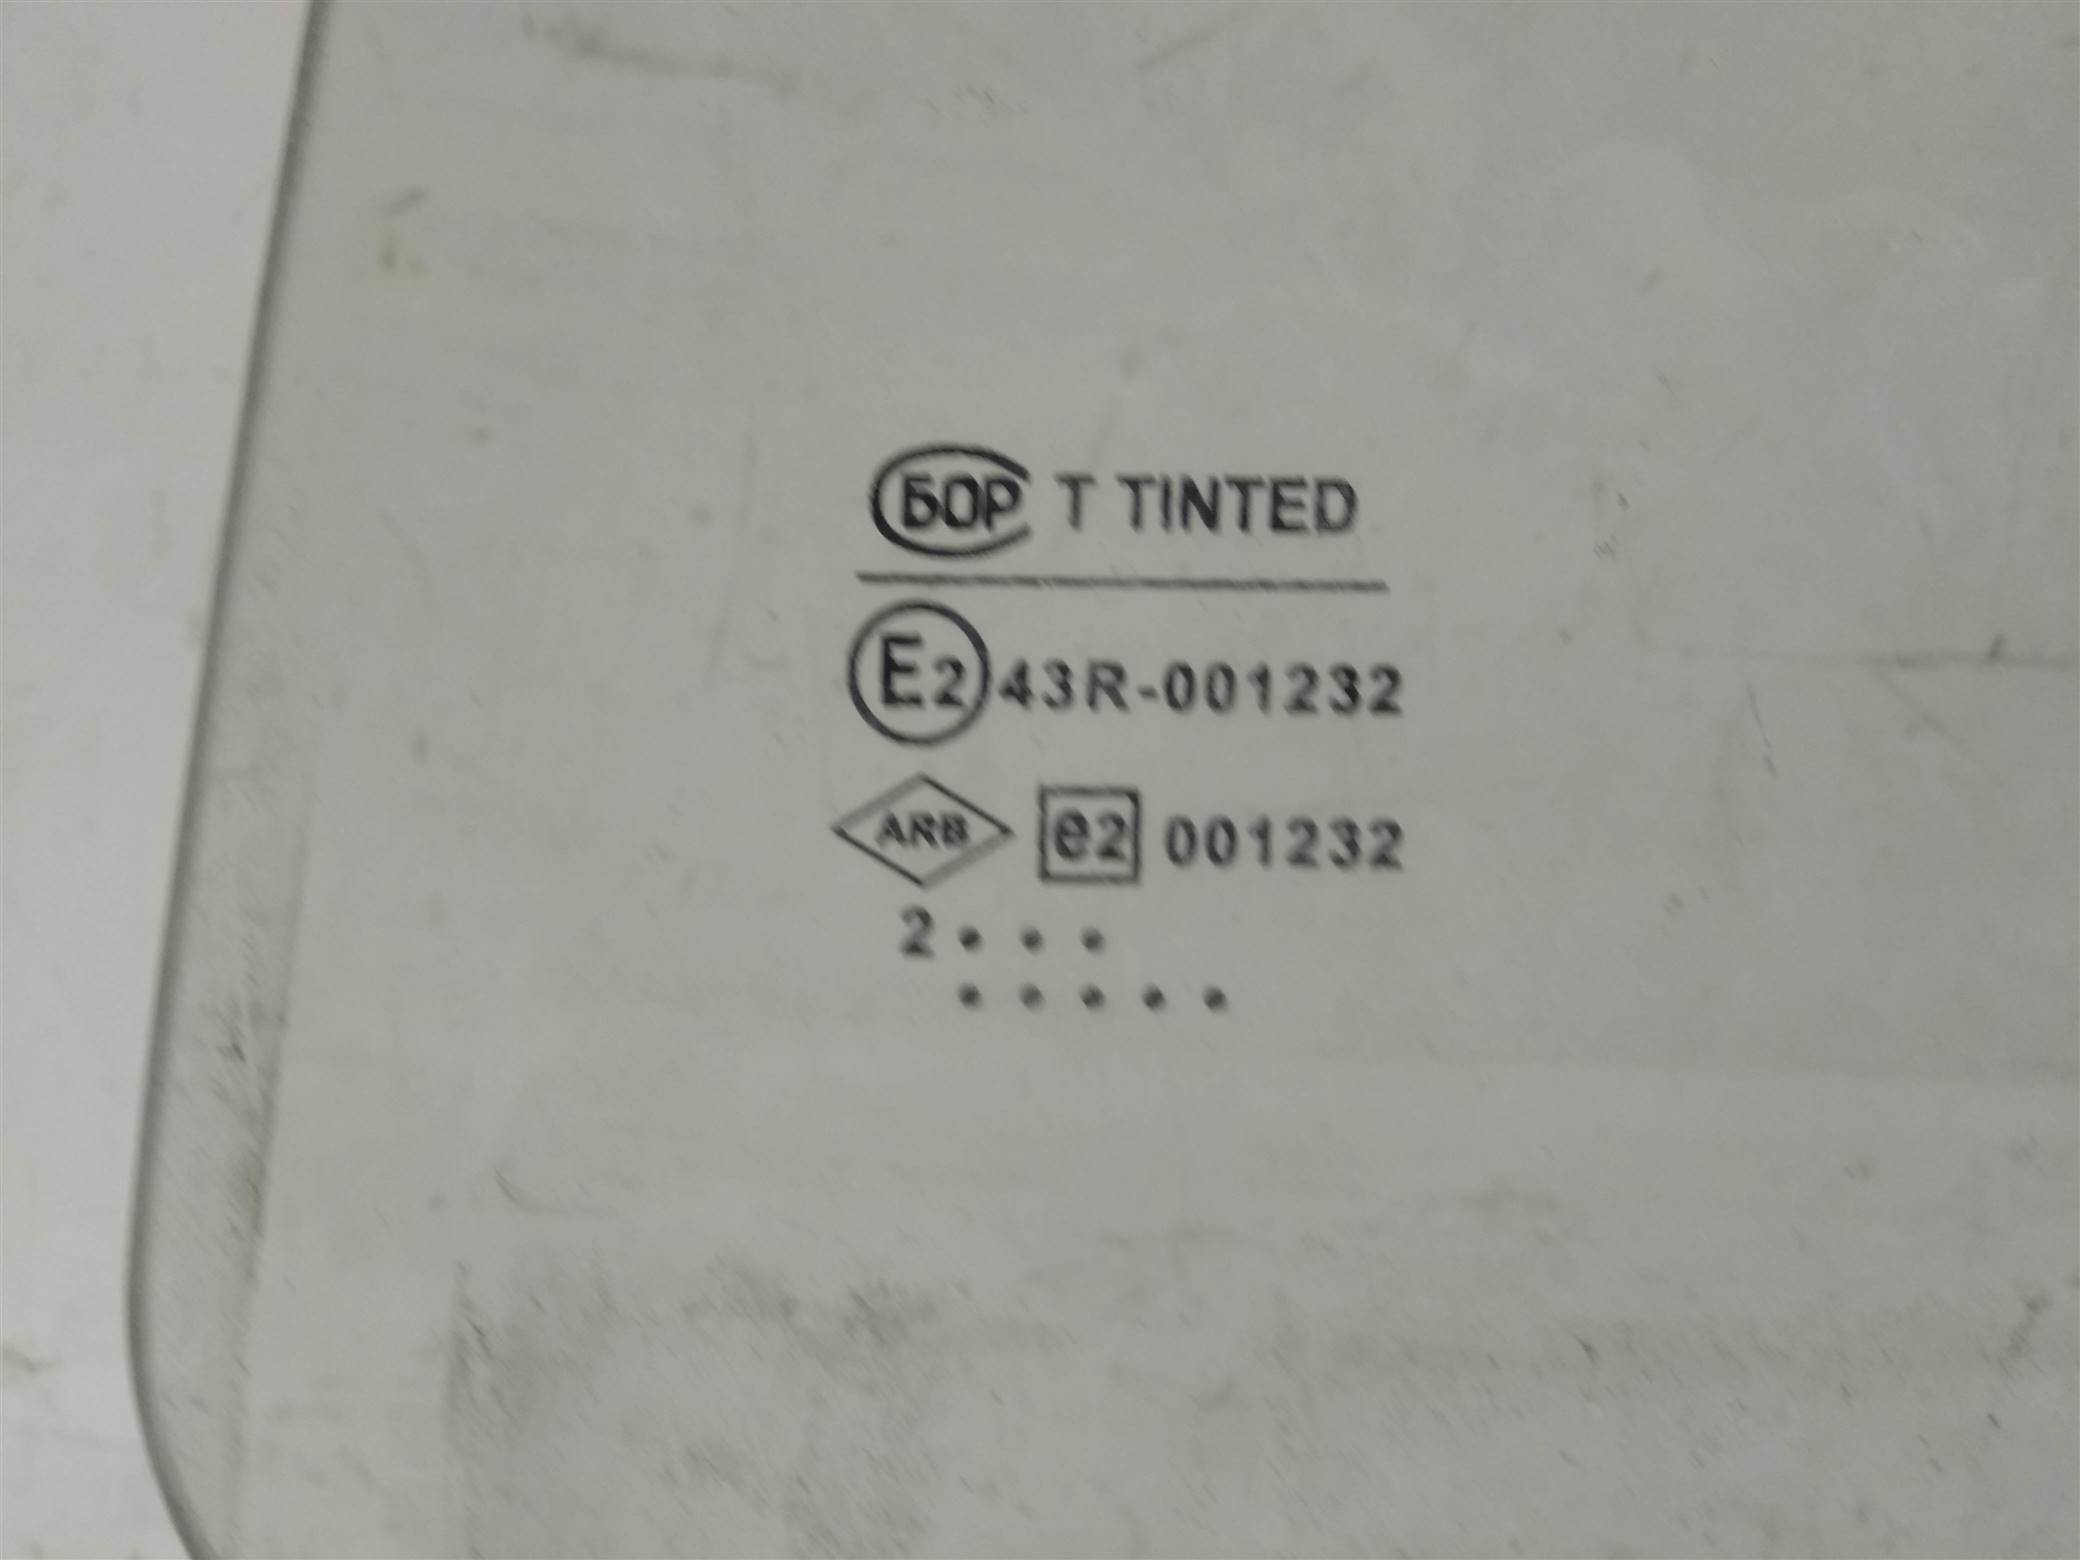 БОР T TINTED
E2 43R-001232
ARB e2 001232
2 • • •
• • • • •